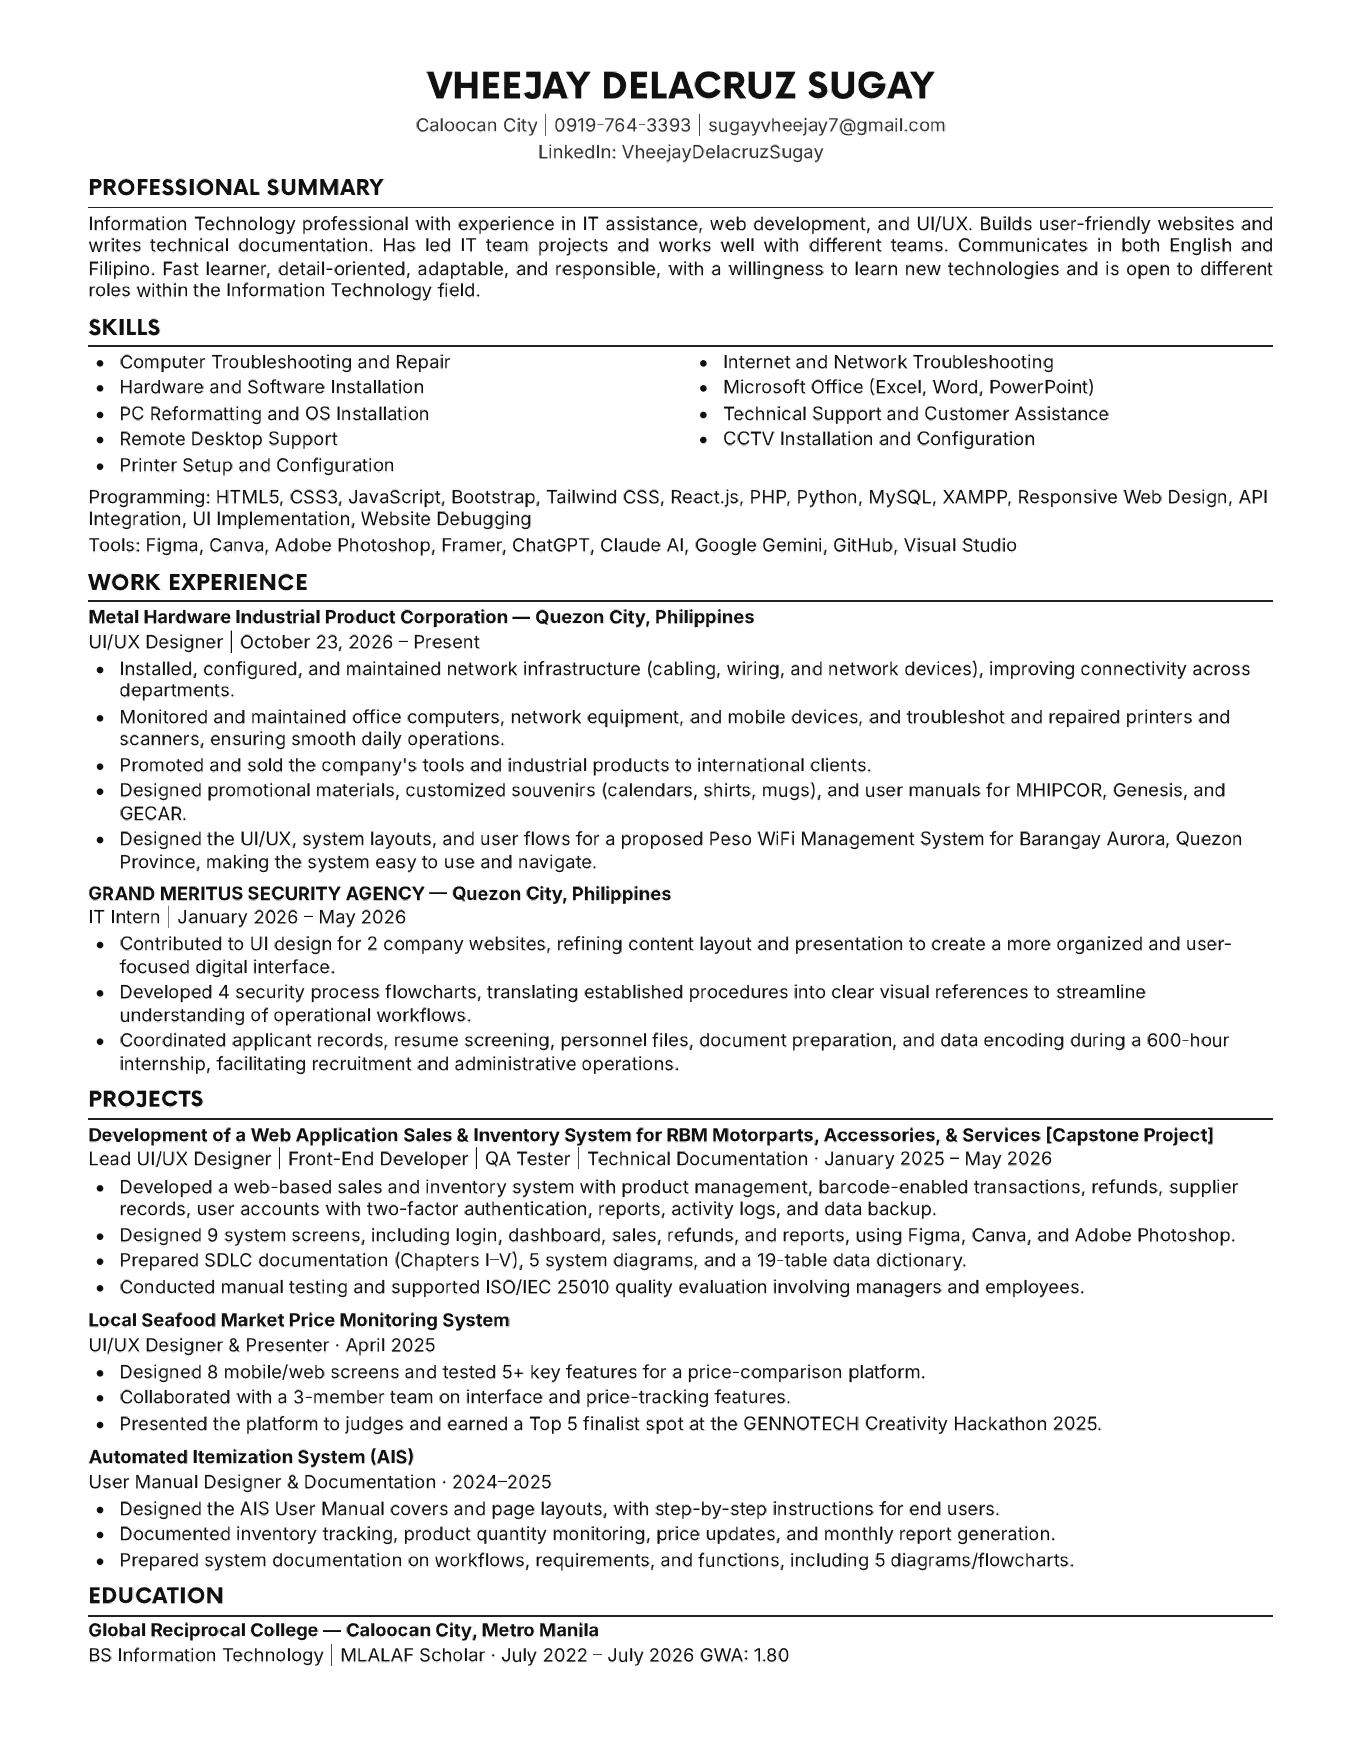 VHEEJAY DELACRUZ SUGAY
Caloocan City | 0919-764-3393 | sugayvheejay7@gmail.com
LinkedIn: VheejayDelacruzSugay
PROFESSIONAL SUMMARY
Information Technology professional with experience in IT assistance, web development, and UI/UX. Builds user-friendly websites and
writes technical documentation. Has led IT team projects and works well with different teams. Communicates in both English and
Filipino. Fast learner, detail-oriented, adaptable, and responsible, with a willingness to learn new technologies and is open to different
roles within the Information Technology field.
SKILLS
• Computer Troubleshooting and Repair
• Hardware and Software Installation
• PC Reformatting and OS Installation
• Remote Desktop Support
• Printer Setup and Configuration
• Internet and Network Troubleshooting
• Microsoft Office (Excel, Word, PowerPoint)
• Technical Support and Customer Assistance
• CCTV Installation and Configuration
Programming: HTML5, CSS3, JavaScript, Bootstrap, Tailwind CSS, React.js, PHP, Python, MySQL, XAMPP, Responsive Web Design, API
Integration, UI Implementation, Website Debugging
Tools: Figma, Canva, Adobe Photoshop, Framer, ChatGPT, Claude AI, Google Gemini, GitHub, Visual Studio
WORK EXPERIENCE
Metal Hardware Industrial Product Corporation — Quezon City, Philippines
UI/UX Designer | October 23, 2026 – Present
• Installed, configured, and maintained network infrastructure (cabling, wiring, and network devices), improving connectivity across
departments.
• Monitored and maintained office computers, network equipment, and mobile devices, and troubleshot and repaired printers and
scanners, ensuring smooth daily operations.
• Promoted and sold the company's tools and industrial products to international clients.
• Designed promotional materials, customized souvenirs (calendars, shirts, mugs), and user manuals for MHIPCOR, Genesis, and
GECAR.
• Designed the UI/UX, system layouts, and user flows for a proposed Peso WiFi Management System for Barangay Aurora, Quezon
Province, making the system easy to use and navigate.
GRAND MERITUS SECURITY AGENCY — Quezon City, Philippines
IT Intern | January 2026 – May 2026
• Contributed to UI design for 2 company websites, refining content layout and presentation to create a more organized and user-
focused digital interface.
• Developed 4 security process flowcharts, translating established procedures into clear visual references to streamline
understanding of operational workflows.
• Coordinated applicant records, resume screening, personnel files, document preparation, and data encoding during a 600-hour
internship, facilitating recruitment and administrative operations.
PROJECTS
Development of a Web Application Sales & Inventory System for RBM Motorparts, Accessories, & Services [Capstone Project]
Lead UI/UX Designer | Front-End Developer | QA Tester | Technical Documentation · January 2025 – May 2026
• Developed a web-based sales and inventory system with product management, barcode-enabled transactions, refunds, supplier
records, user accounts with two-factor authentication, reports, activity logs, and data backup.
• Designed 9 system screens, including login, dashboard, sales, refunds, and reports, using Figma, Canva, and Adobe Photoshop.
• Prepared SDLC documentation (Chapters I–V), 5 system diagrams, and a 19-table data dictionary.
• Conducted manual testing and supported ISO/IEC 25010 quality evaluation involving managers and employees.
Local Seafood Market Price Monitoring System
UI/UX Designer & Presenter · April 2025
• Designed 8 mobile/web screens and tested 5+ key features for a price-comparison platform.
• Collaborated with a 3-member team on interface and price-tracking features.
• Presented the platform to judges and earned a Top 5 finalist spot at the GENNOTECH Creativity Hackathon 2025.
Automated Itemization System (AIS)
User Manual Designer & Documentation · 2024–2025
• Designed the AIS User Manual covers and page layouts, with step-by-step instructions for end users.
• Documented inventory tracking, product quantity monitoring, price updates, and monthly report generation.
• Prepared system documentation on workflows, requirements, and functions, including 5 diagrams/flowcharts.
EDUCATION
Global Reciprocal College — Caloocan City, Metro Manila
BS Information Technology | MLALAF Scholar · July 2022 – July 2026 GWA: 1.80